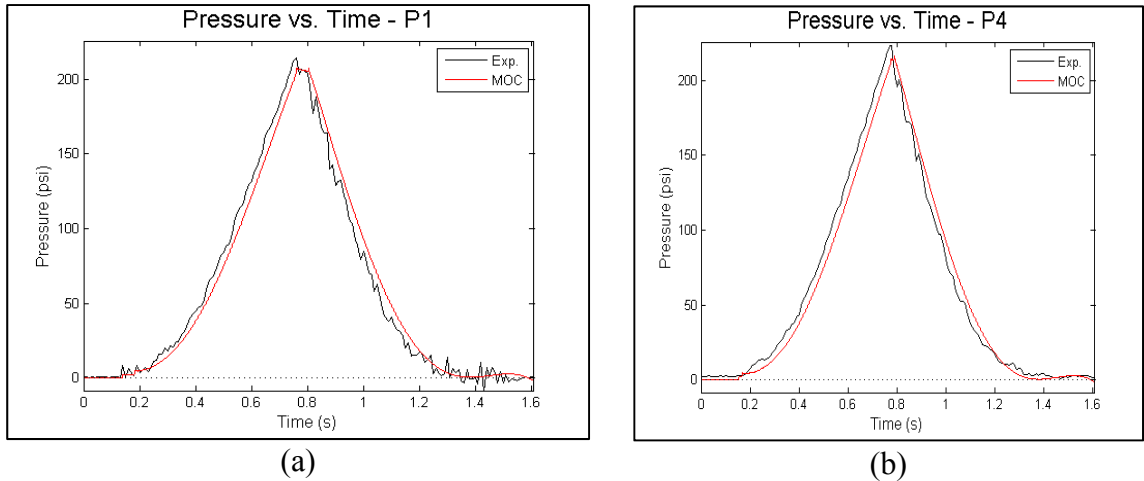 Pressure vs. Time - P1
200
150
100
50
0
Pressure (psi)
Exp.
MOC
0
0.2
0.4
0.6
0.8
1
1.2
1.4
1.6
Time (s)
(a)
Pressure vs. Time - P4
200
150
100
50
0
Pressure (psi)
Exp.
MOC
0
0.2
0.4
0.6
0.8
1
1.2
1.4
1.6
Time (s)
(b)